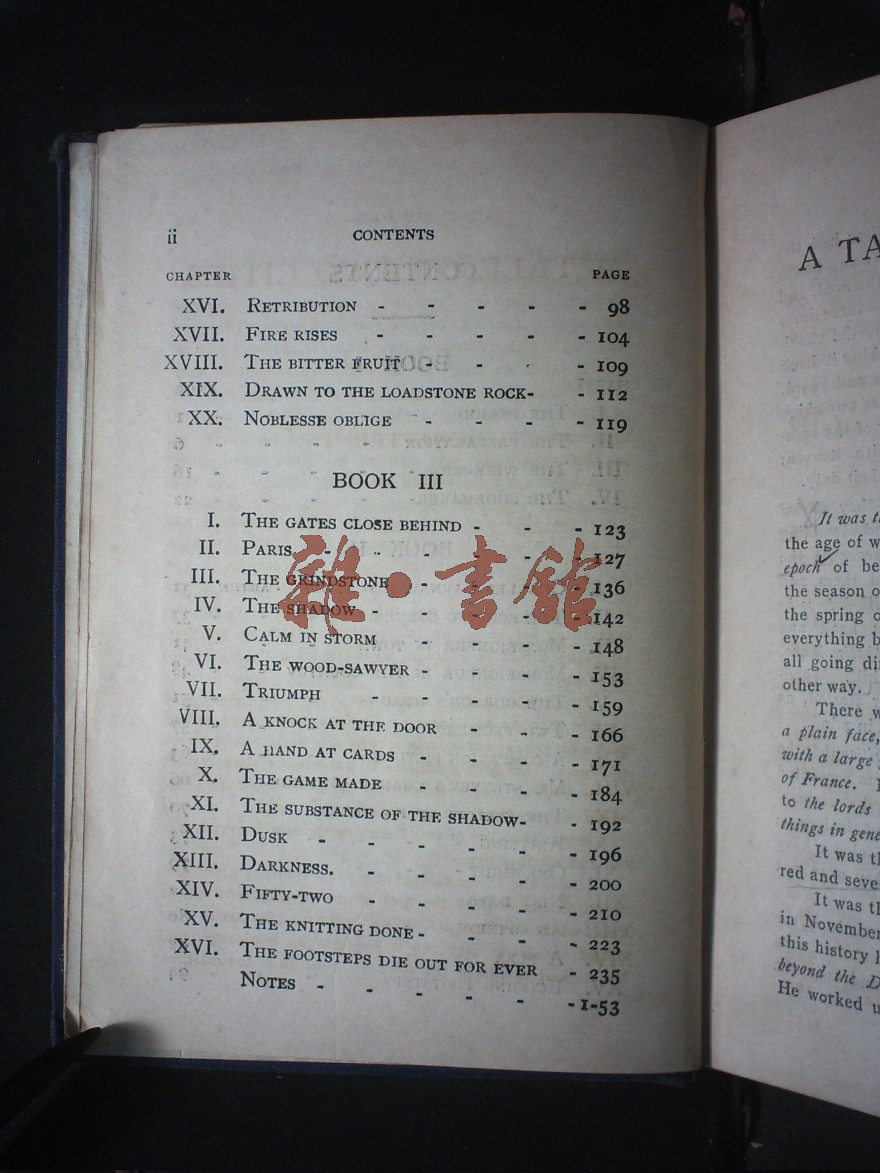 ii CONTENTS
CHAPTER PAGE
XVI. RETRIBUTION - - - - - 98
XVII. FIRE RISES - - - - - 104
XVIII. THE BITTER FRUIT - - - - 109
XIX. DRAWN TO THE LOADSTONE ROCK- - 112
XX. NOBLESSE OBLIGE - - - - 119
BOOK III
I. THE GATES CLOSE BEHIND - - - 123
II. PARIS - - - - - - 127
III. THE GRINDSTONE - - - - 136
IV. THE SHADOW - - - - - 142
V. CALM IN STORM - - - - 148
VI. THE WOOD-SAWYER - - - - 153
VII. TRIUMPH - - - - - 159
VIII. A KNOCK AT THE DOOR - - - 166
IX. A HAND AT CARDS - - - - 171
X. THE GAME MADE - - - - 184
XI. THE SUBSTANCE OF THE SHADOW- - 192
XII. DUSK - - - - - - 196
XIII. DARKNESS. - - - - - 200
XIV. FIFTY-TWO - - - - - 210
XV. THE KNITTING DONE - - - - 223
XVI. THE FOOTSTEPS DIE OUT FOR EVER - 235
NOTES - - - - - - 1-53
雜·書館
A TA
It was t
the age of w
epoch of be
the season o
the spring o
everything b
all going di
other way.
There w
a plain face,
with a large
of France.
to the lords
things in gene
It was t
red and seve
It was th
in November
this history
beyond the D
He worked u